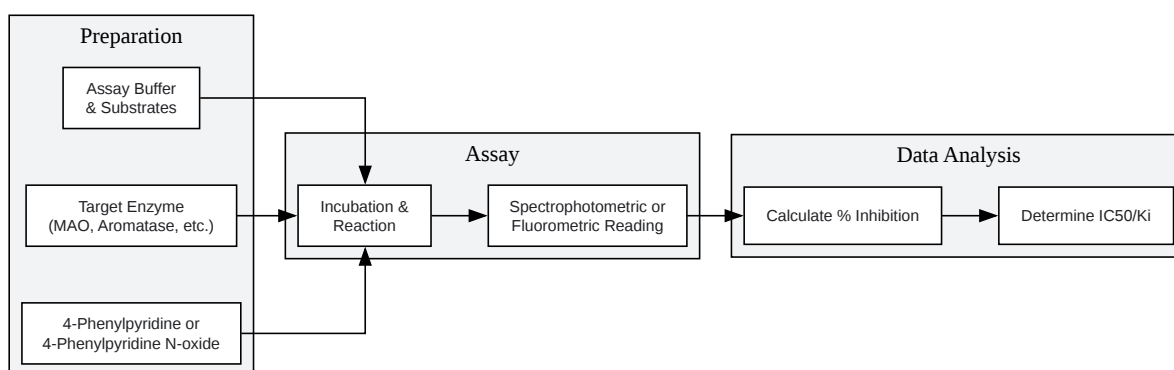 Preparation
Assay Buffer
& Substrates
Target Enzyme
(MAO, Aromatase, etc.)
4-Phenylpyridine or
4-Phenylpyridine N-oxide
Assay
Incubation &
Reaction
Spectrophotometric or
Fluorometric Reading
Data Analysis
Calculate % Inhibition
Determine IC50/Ki